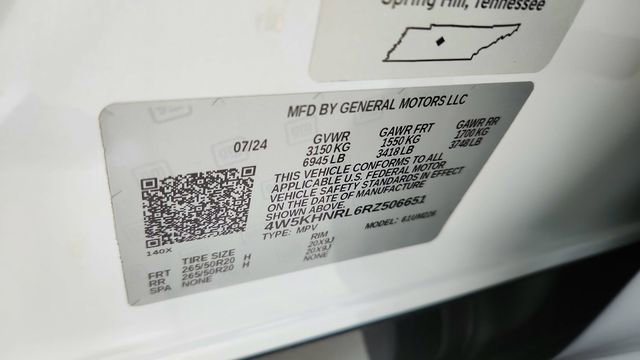 Spring Hill, Tennessee
MFD BY GENERAL MOTORS LLC
07/24
GVWR GAWR FRT GAWR RR
3150 KG 1550 KG 1700 KG
6945 LB 3418 LB 3748 LB
THIS VEHICLE CONFORMS TO ALL
APPLICABLE U.S. FEDERAL MOTOR
VEHICLE SAFETY STANDARDS IN EFFECT
ON THE DATE OF MANUFACTURE
SHOWN ABOVE.
4W5KHNRL6RZ506651
TYPE: MPV MODEL: 61UM226
140X
TIRE SIZE RIM
FRT 265/50R20 H 20X9J
RR 265/50R20 H 20X9J
SPA NONE NONE